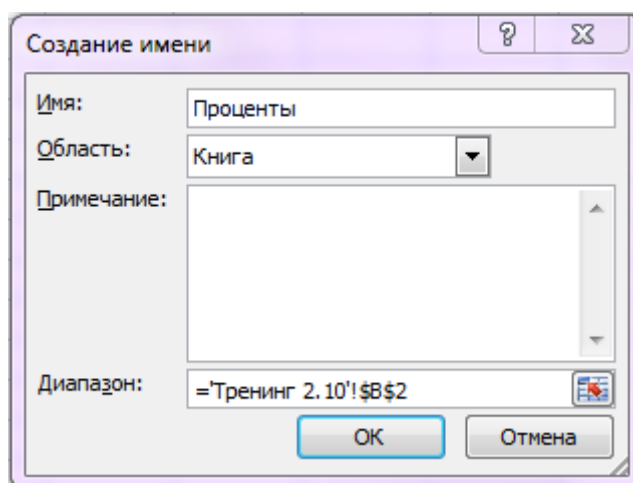 Создание имени
Имя: Проценты
Область: Книга
Примечание:
Диапазон: ='Тренинг 2.10'!$B$2
ОК Отмена